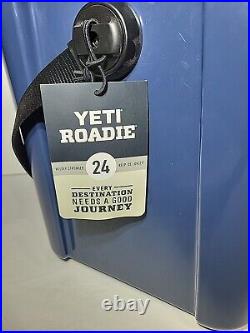 YETI
ROADIE
24
EVERY
DESTINATION
NEEDS A GOOD
JOURNEY